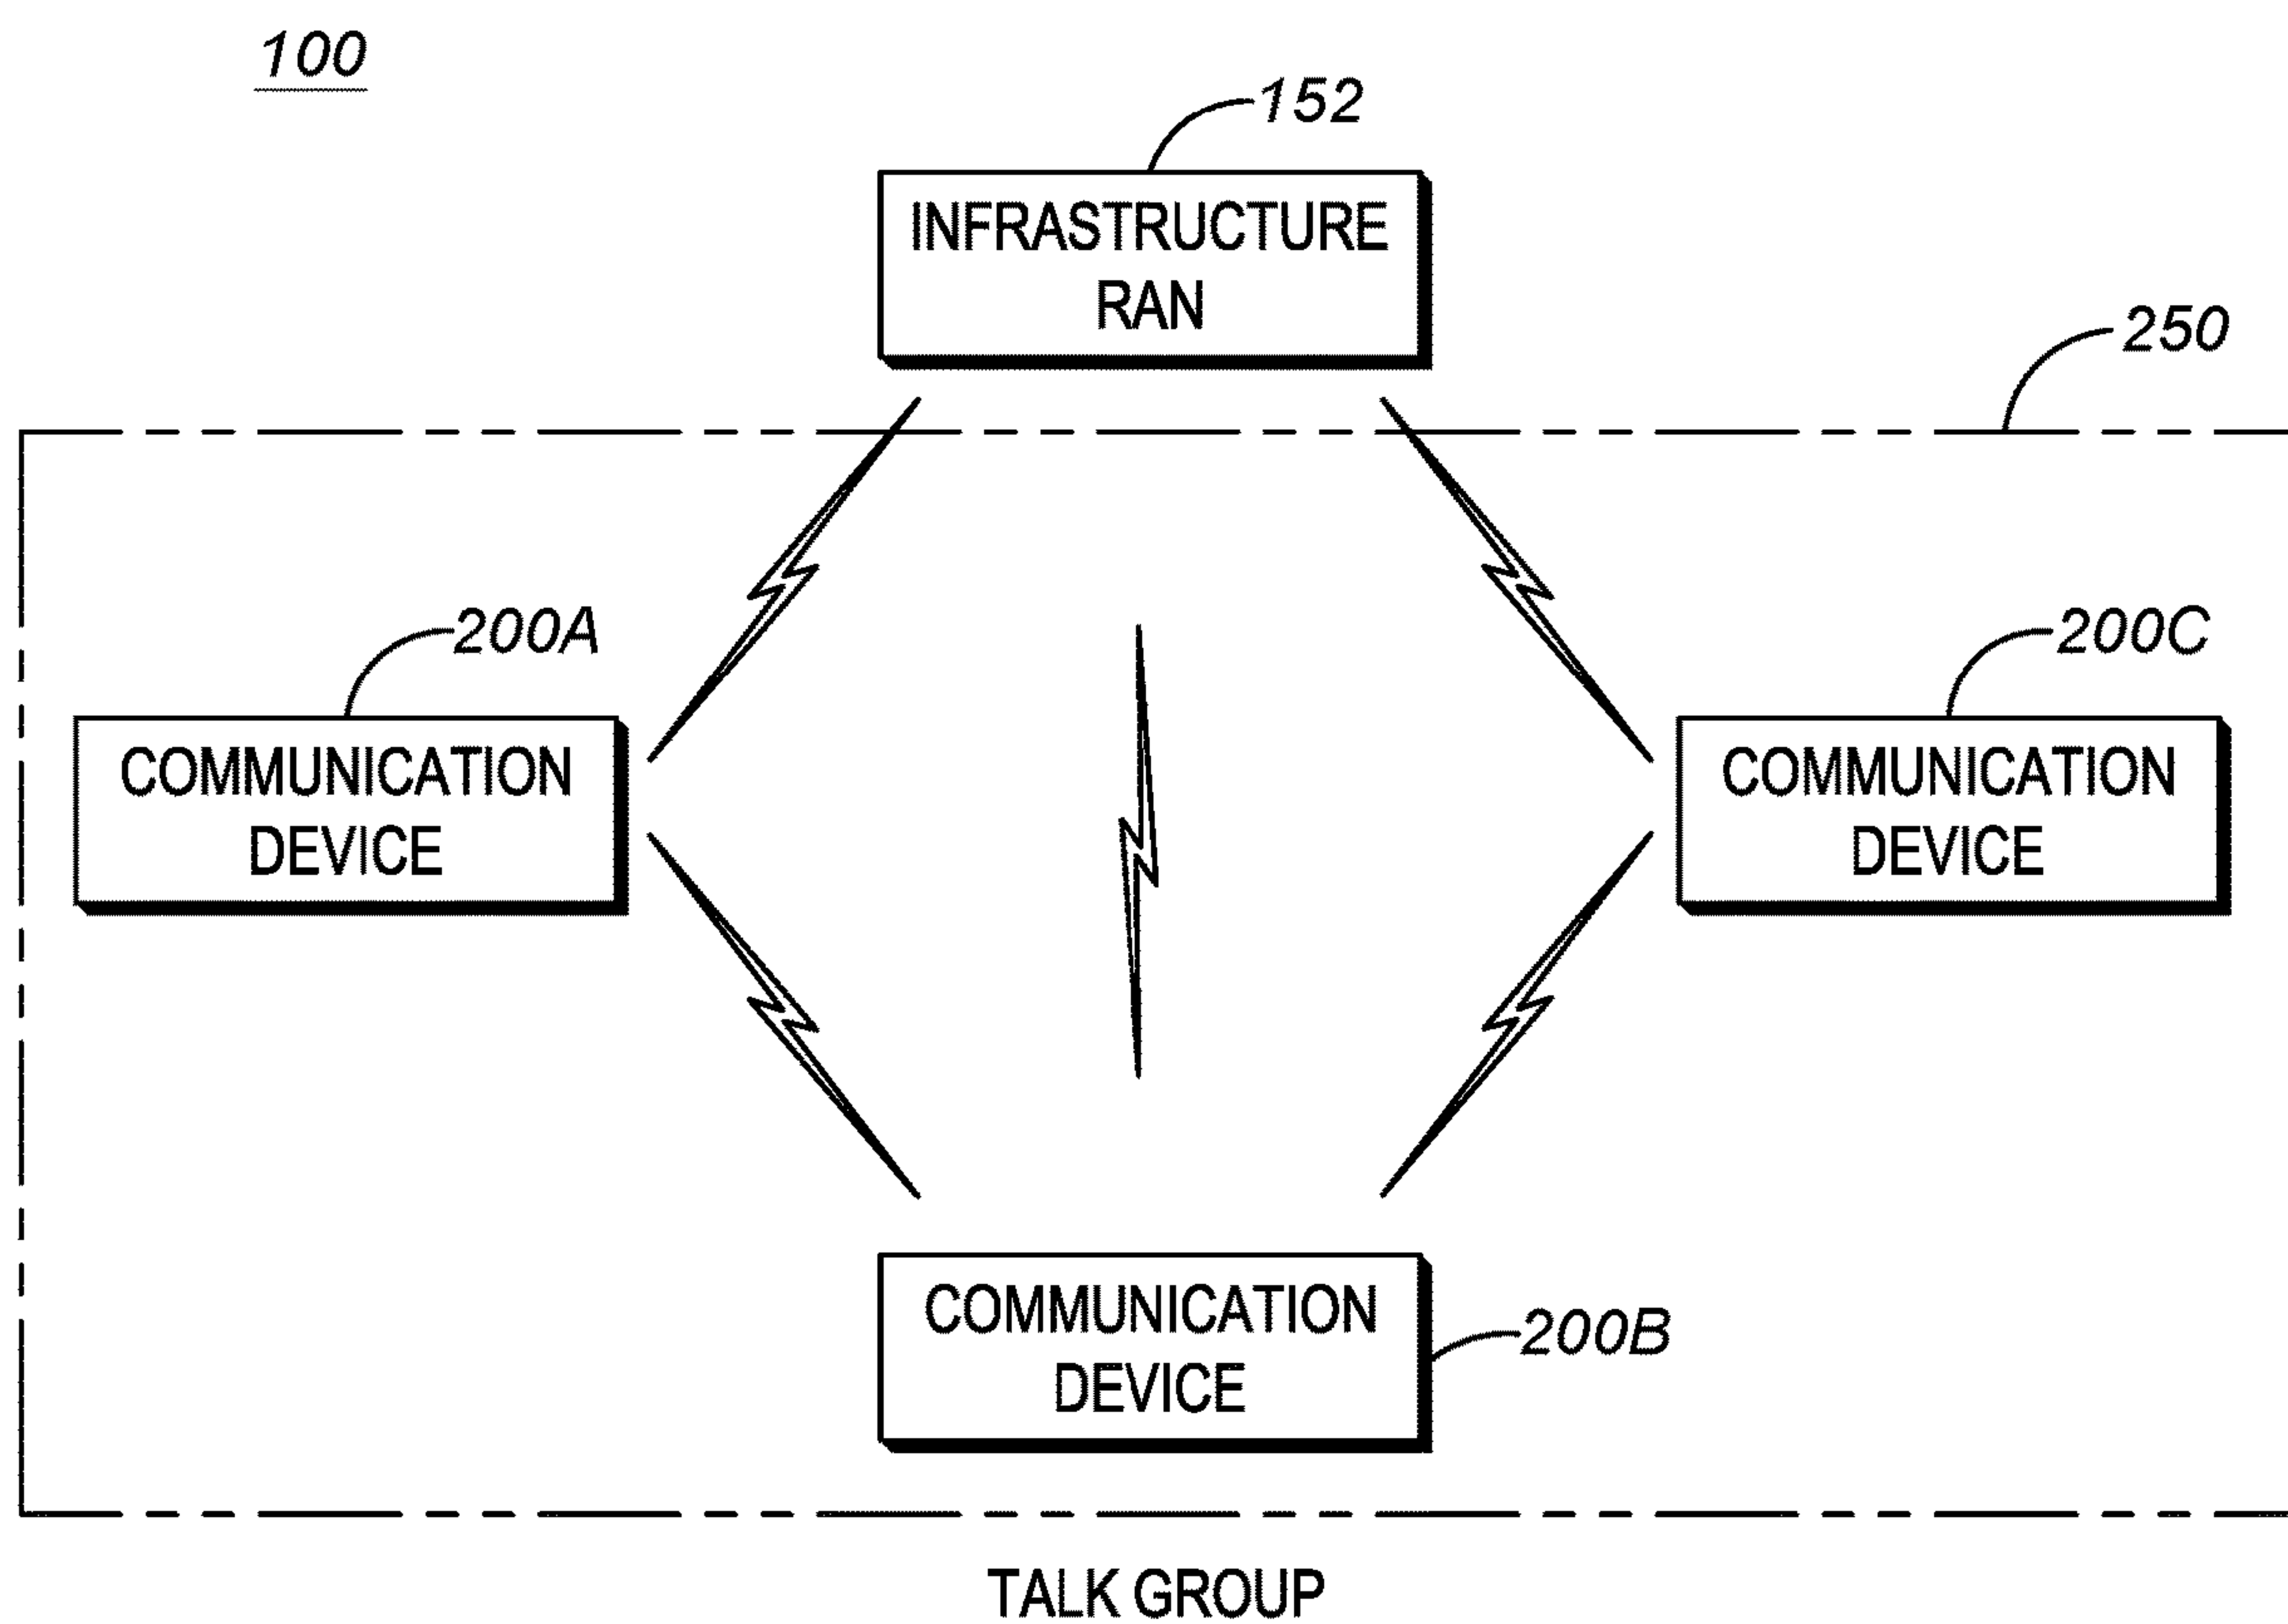 100
152
INFRASTRUCTURE
RAN
250
200A
200C
COMMUNICATION
DEVICE
COMMUNICATION
DEVICE
COMMUNICATION
DEVICE
200B
TALK GROUP